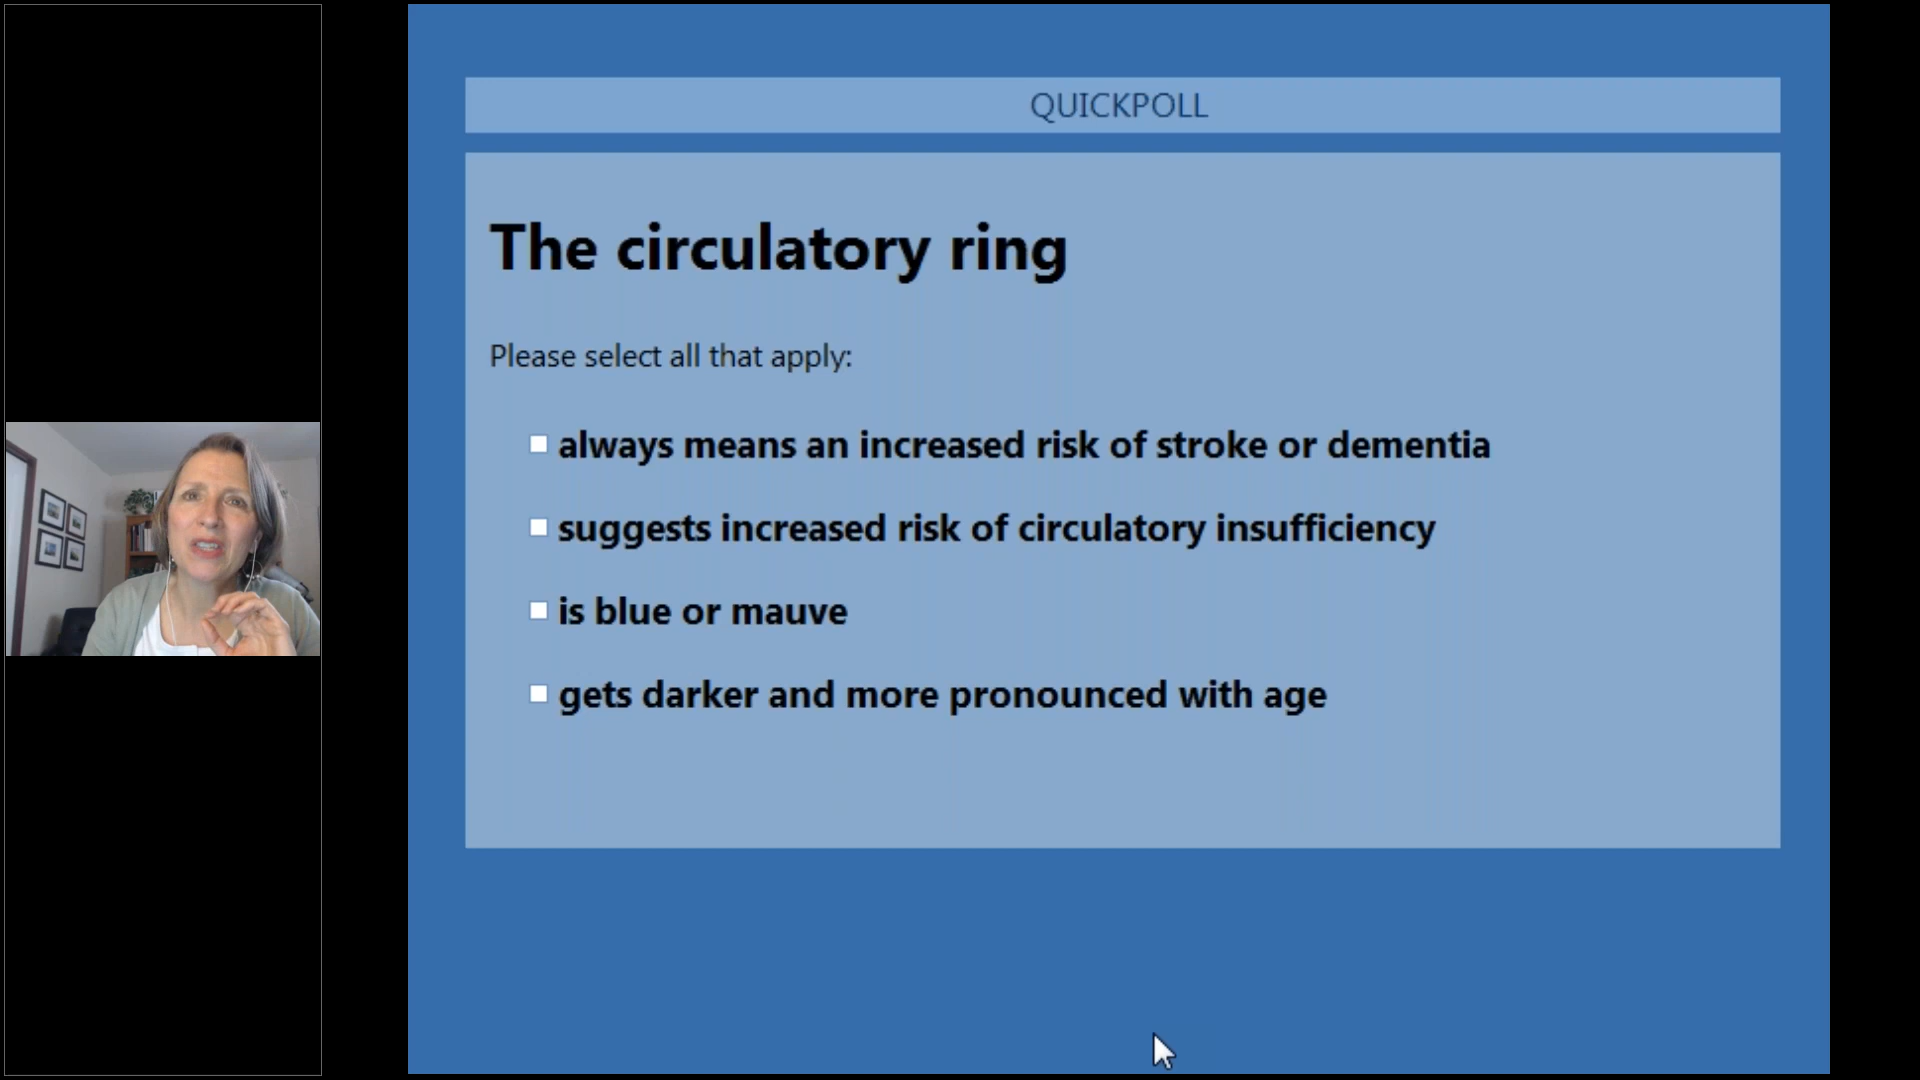 QUICKPOLL
The circulatory ring
Please select all that apply:
always means an increased risk of stroke or dementia
suggests increased risk of circulatory insufficiency
is blue or mauve
gets darker and more pronounced with age